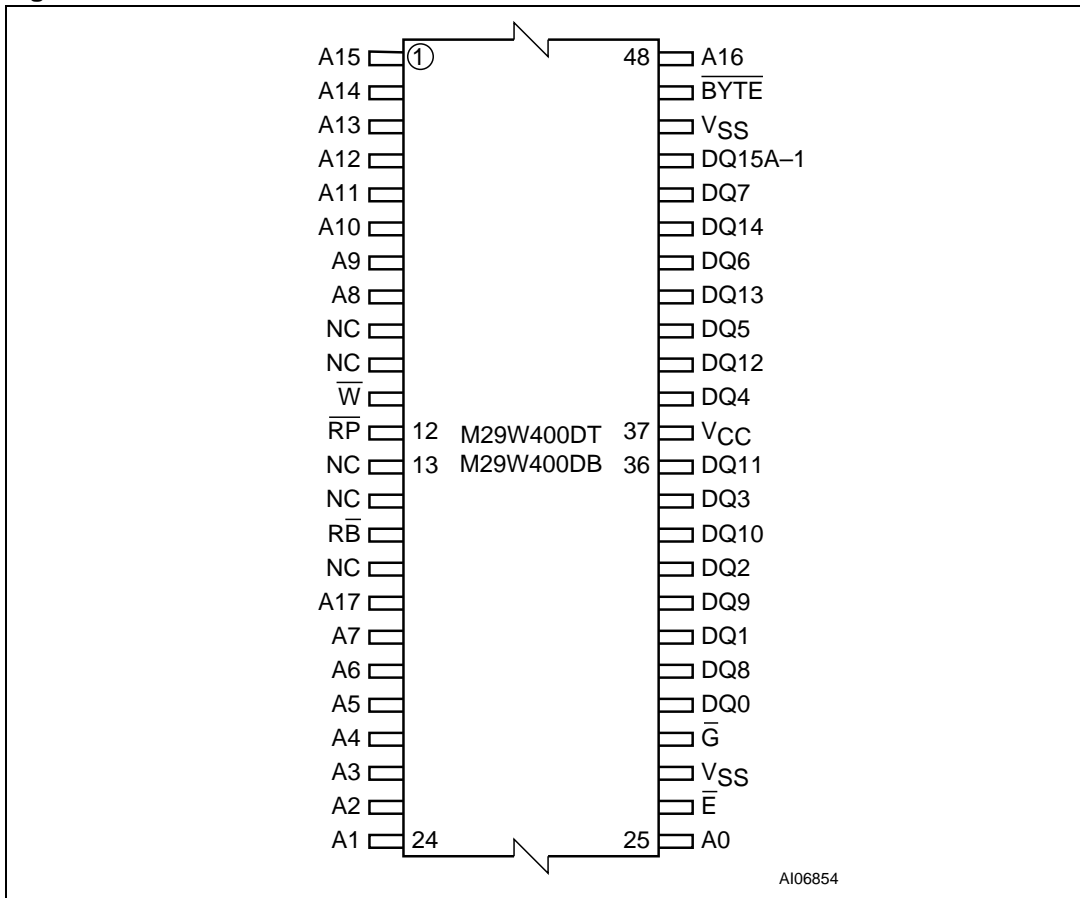 A15 ① 48 A16
A14 B̅Y̅T̅E̅
A13 VSS
A12 DQ15A–1
A11 DQ7
A10 DQ14
A9 DQ6
A8 DQ13
NC DQ5
NC DQ12
W̅ DQ4
R̅P̅ 12 M29W400DT 37 VCC
NC 13 M29W400DB 36 DQ11
NC DQ3
RB̅ DQ10
NC DQ2
A17 DQ9
A7 DQ1
A6 DQ8
A5 DQ0
A4 G̅
A3 VSS
A2 E̅
A1 24 25 A0
AI06854